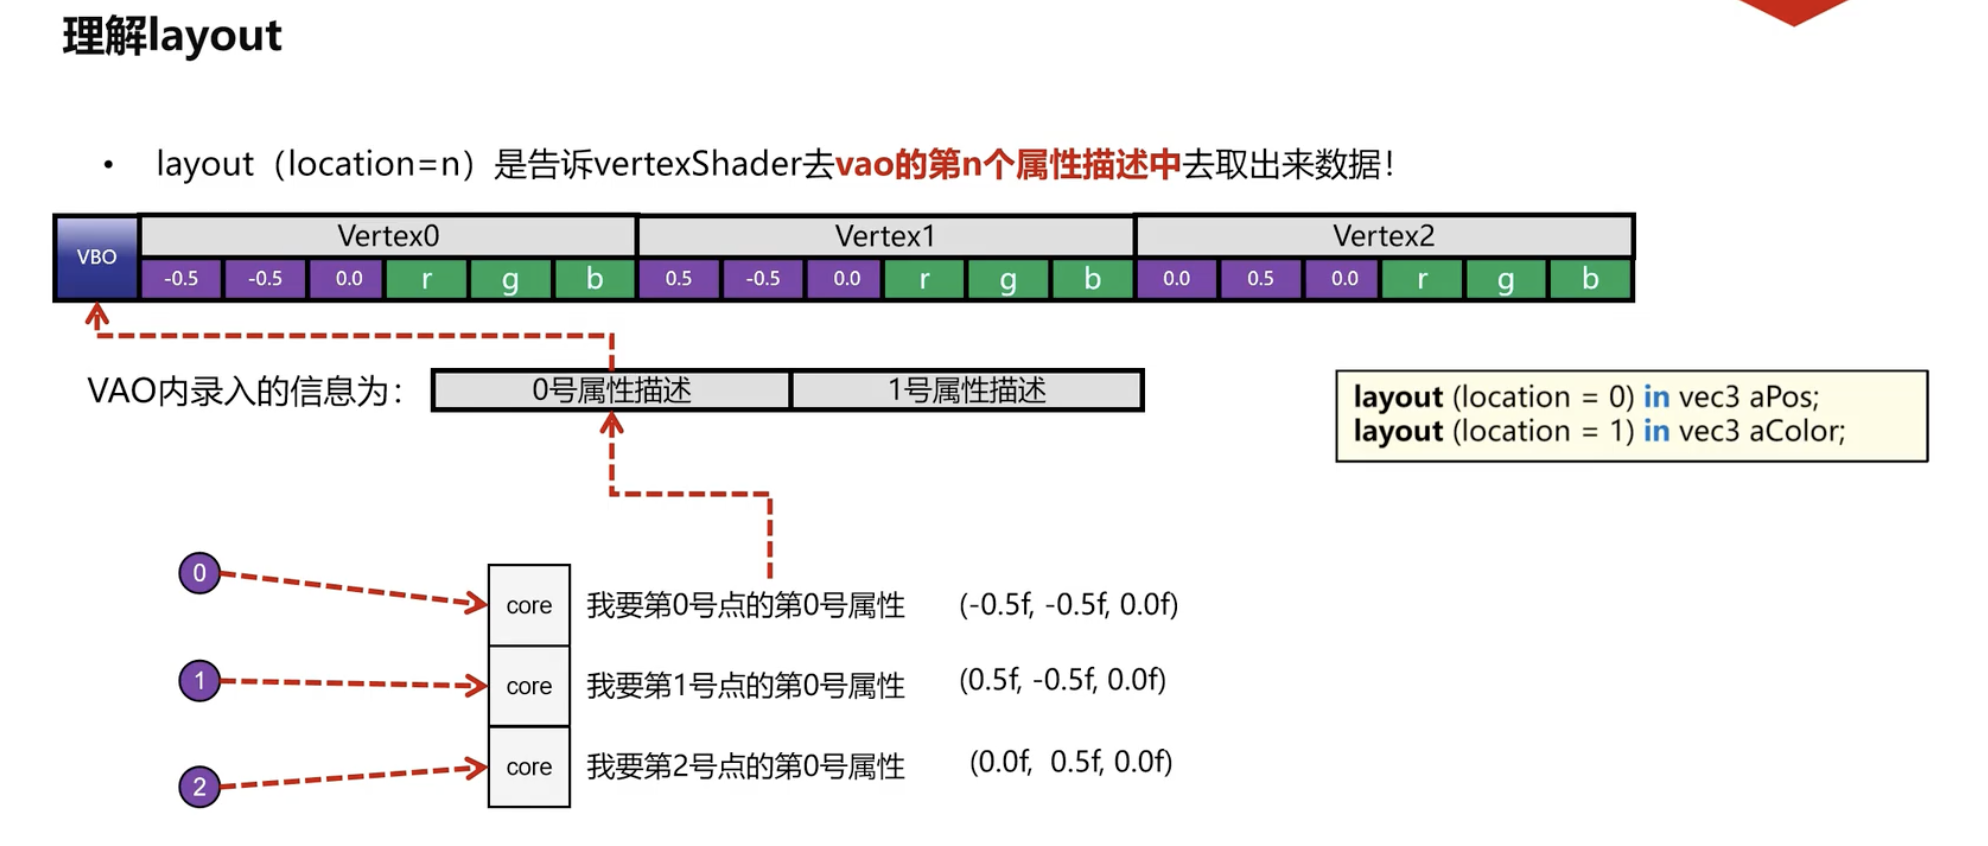 理解layout
• layout（location=n）是告诉vertexShader去vao的第n个属性描述中去取出来数据！
VBO Vertex0 Vertex1 Vertex2
-0.5 -0.5 0.0 r g b 0.5 -0.5 0.0 r g b 0.0 0.5 0.0 r g b
VAO内录入的信息为： 0号属性描述 1号属性描述
layout (location = 0) in vec3 aPos;
layout (location = 1) in vec3 aColor;
0 core 我要第0号点的第0号属性 (-0.5f, -0.5f, 0.0f)
1 core 我要第1号点的第0号属性 (0.5f, -0.5f, 0.0f)
2 core 我要第2号点的第0号属性 (0.0f, 0.5f, 0.0f)